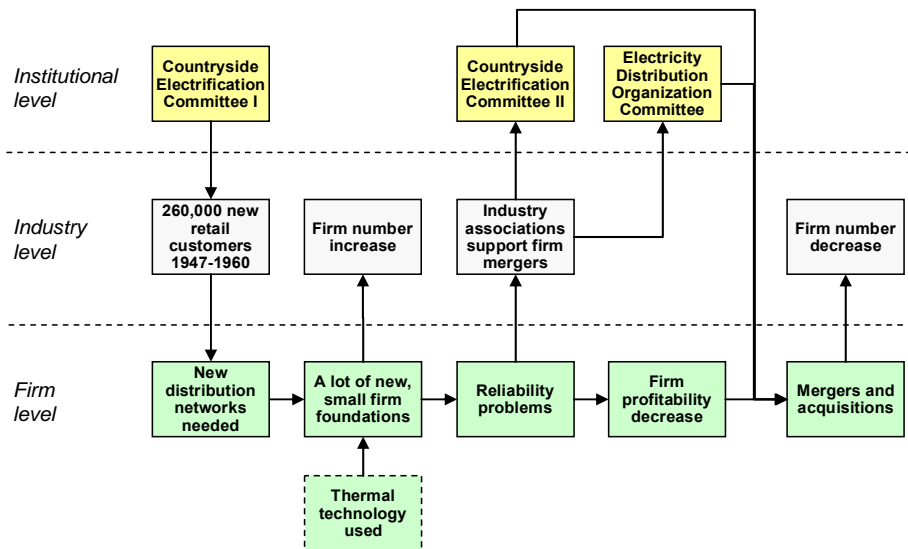 Institutional
level
Countryside
Electrification
Committee I
Countryside
Electrification
Committee II
Electricity
Distribution
Organization
Committee
Industry
level
260,000 new
retail
customers
1947-1960
Firm number
increase
Industry
associations
support firm
mergers
Firm number
decrease
Firm
level
New
distribution
networks
needed
A lot of new,
small firm
foundations
Reliability
problems
Firm
profitability
decrease
Mergers and
acquisitions
Thermal
technology
used